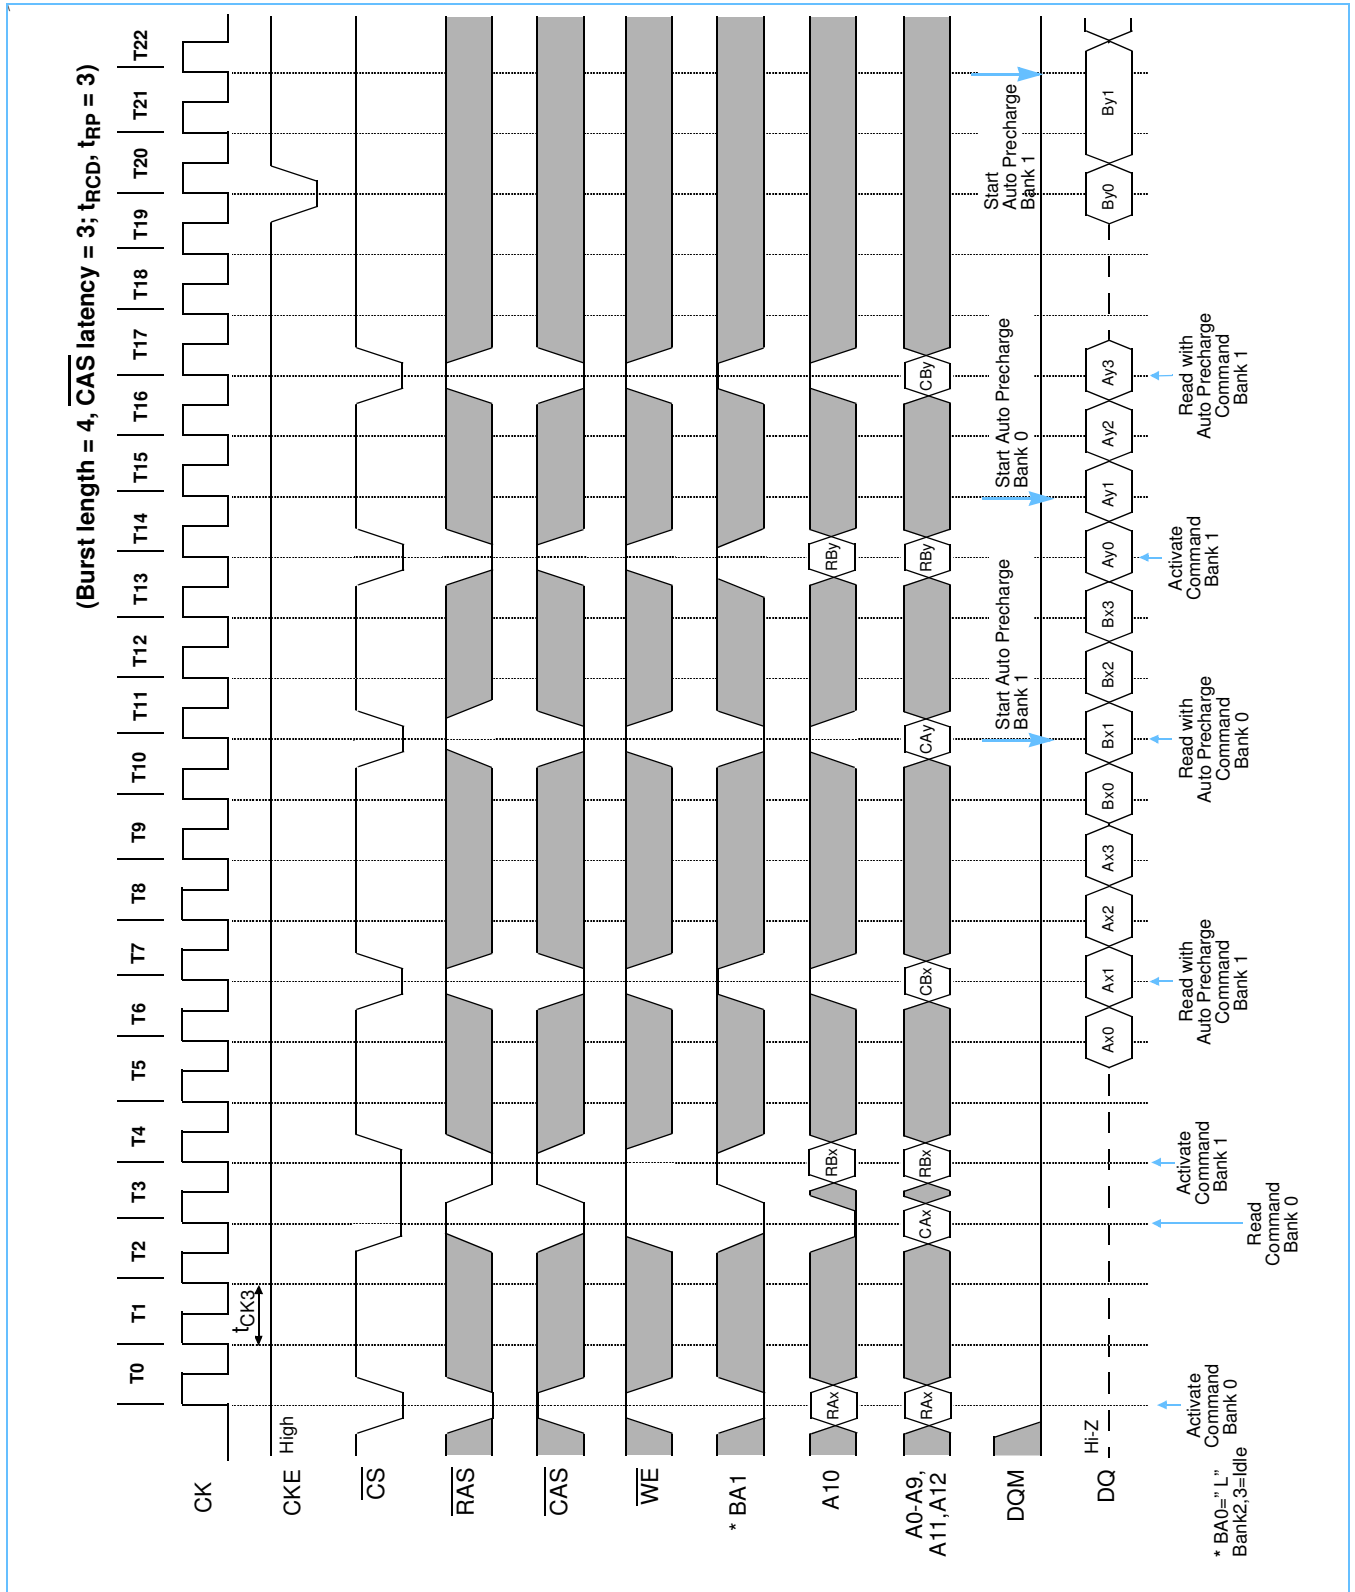 (Burst length = 4, CAS latency = 3; tRCD, tRP = 3)
T0 T1 T2 T3 T4 T5 T6 T7 T8 T9 T10 T11 T12 T13 T14 T15 T16 T17 T18 T19 T20 T21 T22
CK
tCK3
CKE
High
CS
RAS
CAS
WE
* BA1
A10
RAx RBx RBy
A0-A9,
A11,A12
RAx CAx RBx CBx CAy RBy CBy
DQM
Start Auto Precharge
Bank 1
Start Auto Precharge
Bank 0
Start
Auto Precharge
Bank 1
DQ
Hi-Z
Ax0 Ax1 Ax2 Ax3 Bx0 Bx1 Bx2 Bx3 Ay0 Ay1 Ay2 Ay3 By0 By1
Activate
Command
Bank 0
Read
Command
Bank 0
Activate
Command
Bank 1
Read with
Auto Precharge
Command
Bank 1
Read with
Auto Precharge
Command
Bank 0
Activate
Command
Bank 1
Read with
Auto Precharge
Command
Bank 1
* BA0=" L"
Bank2,3=Idle